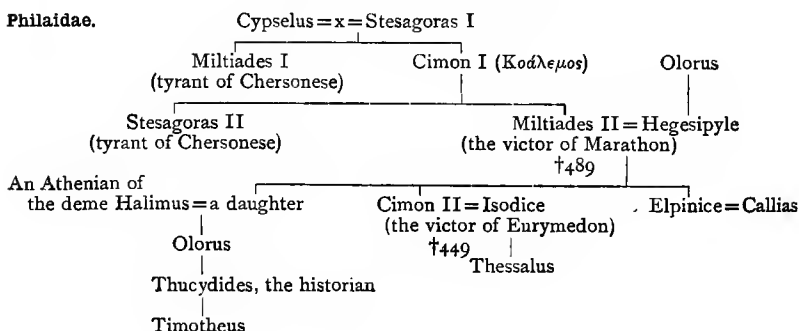 Philaidae. Cypselus=x=Stesagoras I
Miltiades I Cimon I (Κοάλεμος) Olorus
(tyrant of Chersonese)
Stesagoras II Miltiades II=Hegesipyle
(tyrant of Chersonese) (the victor of Marathon)
†489
An Athenian of
the deme Halimus=a daughter Cimon II=Isodice Elpinice=Callias
(the victor of Eurymedon)
Olorus †449
Thessalus
Thucydides, the historian
Timotheus